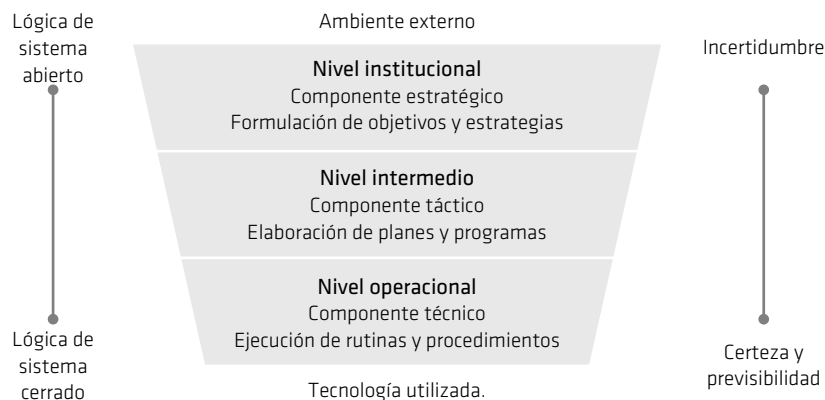 Lógica de
sistema
abierto
Ambiente externo
Incertidumbre
Nivel institucional
Componente estratégico
Formulación de objetivos y estrategias
Nivel intermedio
Componente táctico
Elaboración de planes y programas
Nivel operacional
Componente técnico
Ejecución de rutinas y procedimientos
Lógica de
sistema
cerrado
Certeza y
previsibilidad
Tecnología utilizada.